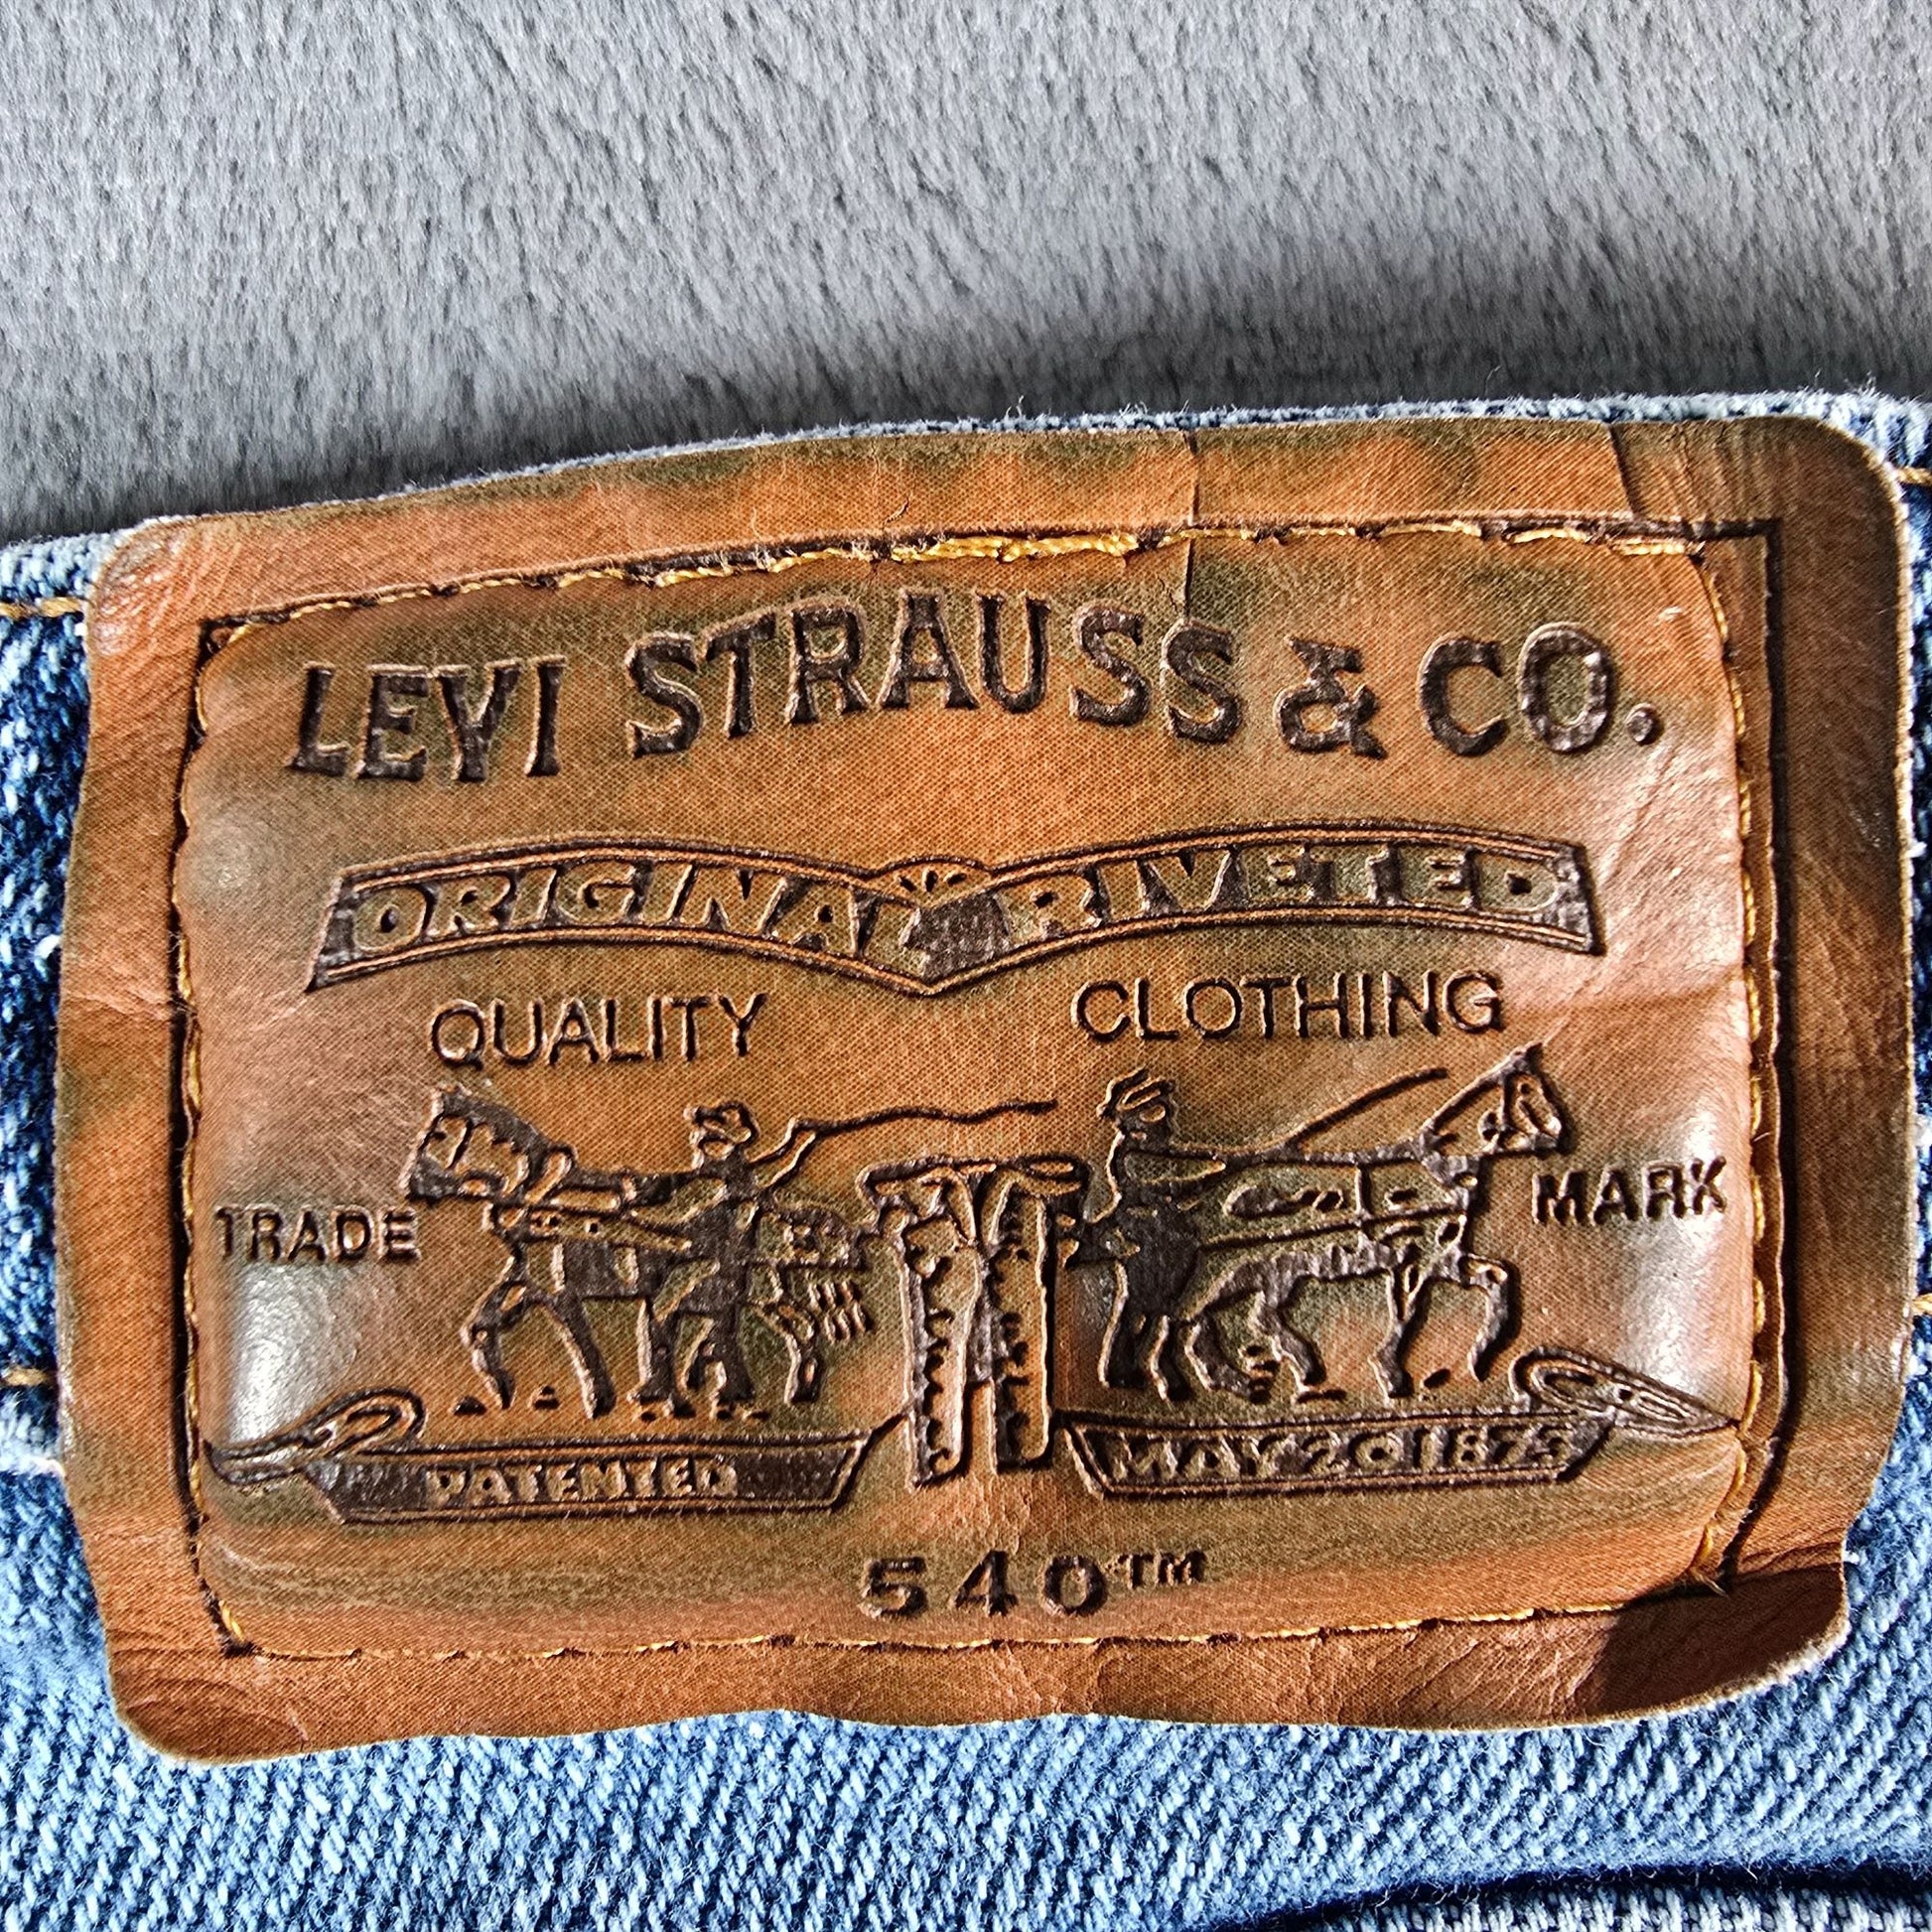 LEVI STRAUSS & CO.
ORIGINAL RIVETED
QUALITY CLOTHING
TRADE MARK
PATENTED MAY 20 1873
540™